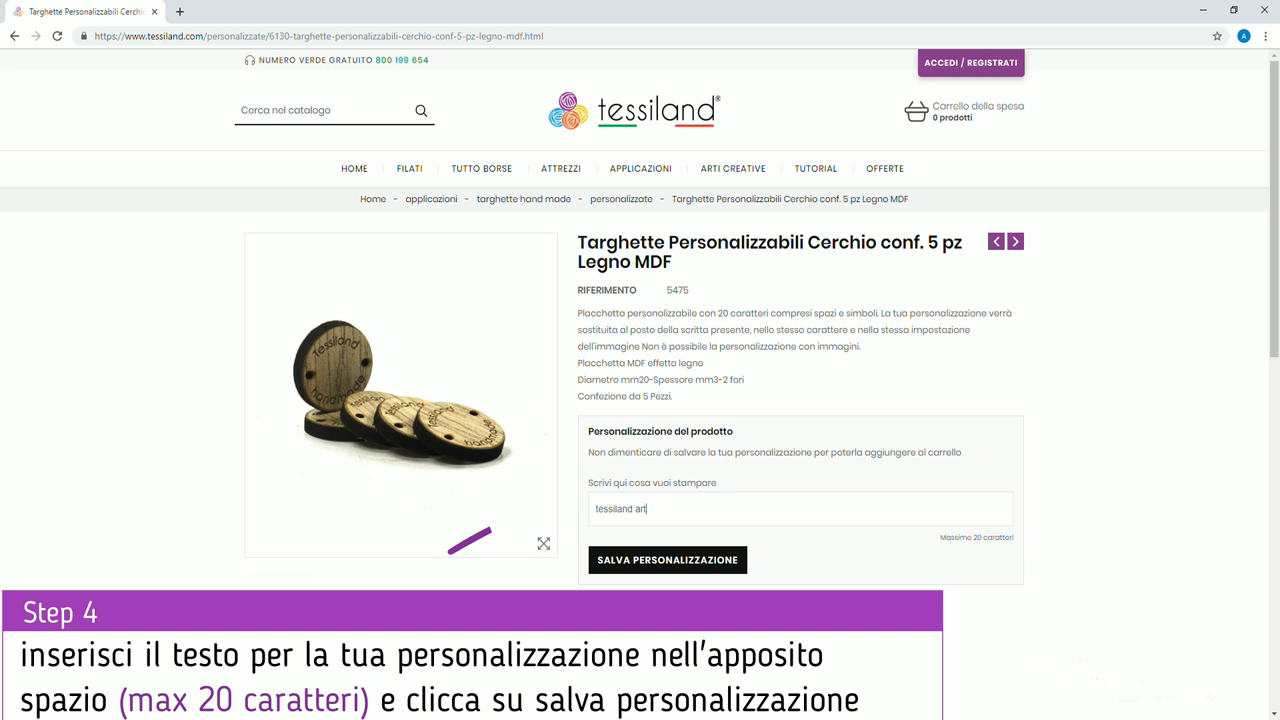 Targhette Personalizzabili Cerchio
https://www.tessiland.com/personalizzate/6130-targhette-personalizzabili-cerchio-conf-5-pz-legno-mdf.html
A
NUMERO VERDE GRATUITO 800 199 654
ACCEDI / REGISTRATI
Cerca nel catalogo
tessiland®
Carrello della spesa
0 prodotti
HOME FILATI TUTTO BORSE ATTREZZI APPLICAZIONI ARTI CREATIVE TUTORIAL OFFERTE
Home - applicazioni - targhette hand made - personalizzate - Targhette Personalizzabili Cerchio conf. 5 pz Legno MDF
Targhette Personalizzabili Cerchio conf. 5 pz
Legno MDF
RIFERIMENTO 5475
Placchetta personalizzabile con 20 caratteri compresi spazi e simboli. La tua personalizzazione verrà
sostituita al posto della scritta presente, nello stesso carattere e nella stessa impostazione
dell'immagine Non è possibile la personalizzazione con immagini.
Placchetta MDF effetto legno
Diametro mm20-Spessore mm3-2 fori
Confezione da 5 Pezzi.
Tessiland
handmade
tessiland
tessiland
tessiland
handmade
Personalizzazione del prodotto
Non dimenticare di salvare la tua personalizzazione per poterla aggiungere al carrello
Scrivi qui cosa vuoi stampare
tessiland art
Massimo 20 caratteri
SALVA PERSONALIZZAZIONE
Step 4
inserisci il testo per la tua personalizzazione nell'apposito
spazio (max 20 caratteri) e clicca su salva personalizzazione